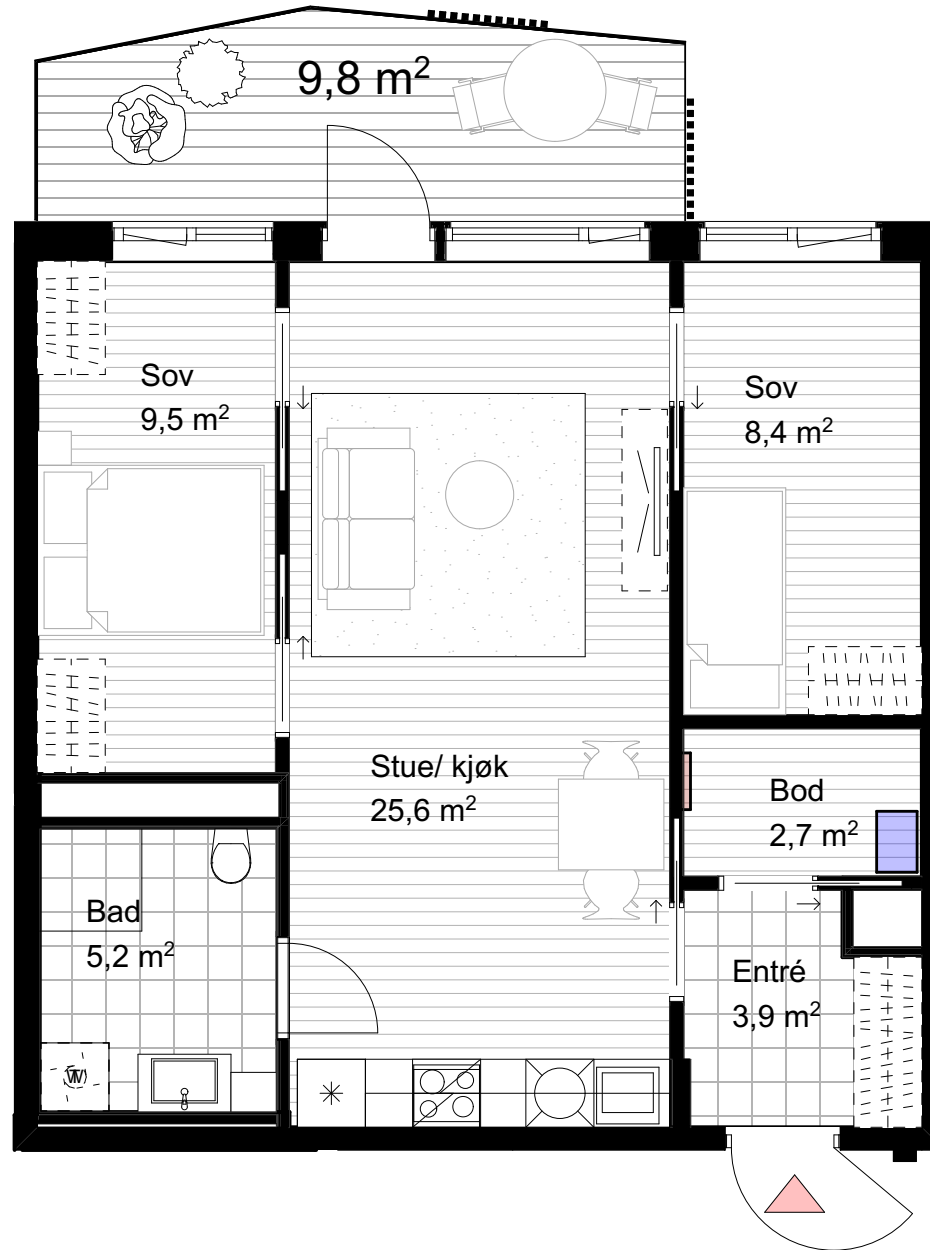 9,8 m²
Sov
9,5 m²
Sov
8,4 m²
Stue/ kjøk
25,6 m²
Bod
2,7 m²
Bad
5,2 m²
Entré
3,9 m²
W